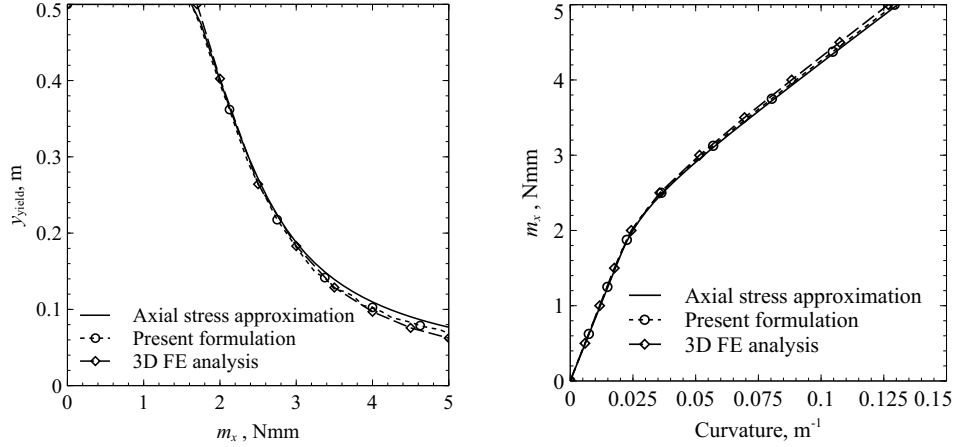 0.5
0.4
0.3
0.2
0.1
0
y_yield, m
Axial stress approximation
Present formulation
3D FE analysis
0 1 2 3 4 5
m_x , Nmm
5
4
3
2
1
0
m_x , Nmm
Axial stress approximation
Present formulation
3D FE analysis
0 0.025 0.05 0.075 0.1 0.125 0.15
Curvature, m⁻¹